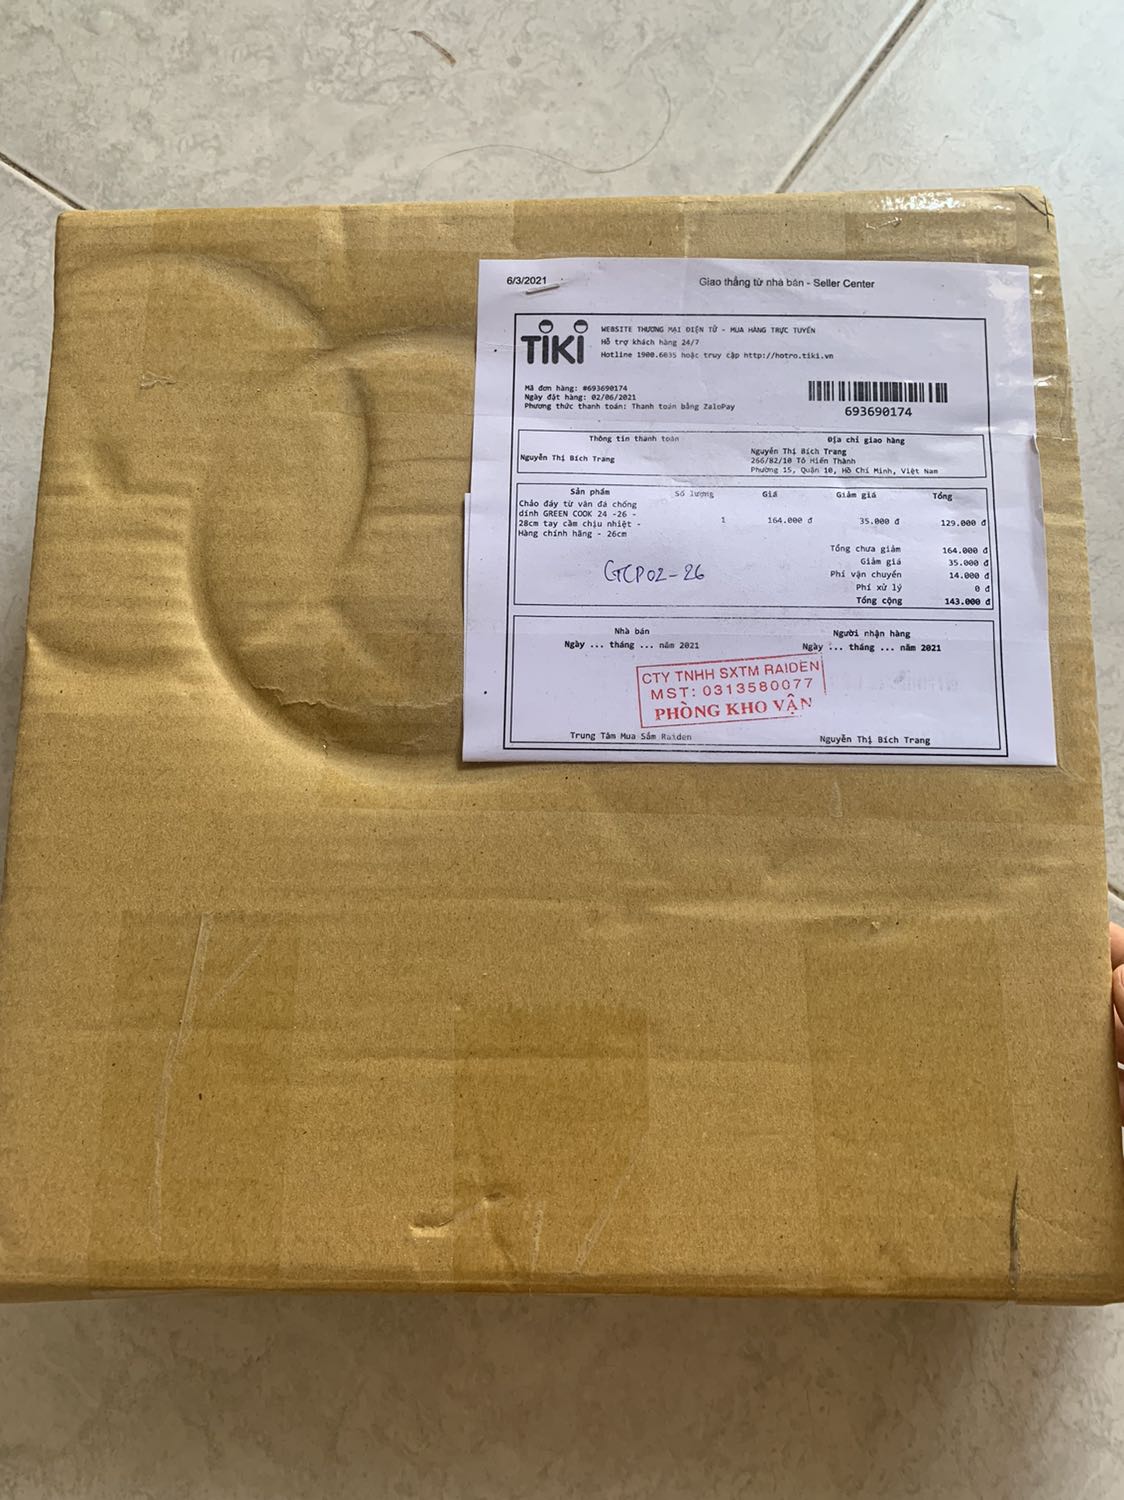 6/3/2021 Giao thẳng từ nhà bán - Seller Center
TIKI
WEBSITE THƯƠNG MẠI ĐIỆN TỬ - MUA HÀNG TRỰC TUYẾN
Hỗ trợ khách hàng 24/7
Hotline 1900.6035 hoặc truy cập http://hotro.tiki.vn
Mã đơn hàng: #693690174
Ngày đặt hàng: 02/06/2021
Phương thức thanh toán: Thanh toán bằng ZaloPay
693690174
Thông tin thanh toán
Nguyễn Thị Bích Trang
Địa chỉ giao hàng
Nguyễn Thị Bích Trang
266/82/10 Tô Hiến Thành
Phường 15, Quận 10, Hồ Chí Minh, Việt Nam
Sản phẩm Số lượng Giá Giảm giá Tổng
Chảo đáy từ vân đá chống
dính GREEN COOK 24 -26 -
28cm tay cầm chịu nhiệt -
Hàng chính hãng - 26cm
1 164.000 đ 35.000 đ 129.000 đ
Tổng chưa giảm 164.000 đ
Giảm giá 35.000 đ
Phí vận chuyển 14.000 đ
Phí xử lý 0 đ
Tổng cộng 143.000 đ
GCP02-26
Nhà bán
Ngày ... tháng ... năm 2021
Người nhận hàng
Ngày ... tháng ... năm 2021
CTY TNHH SXTM RAIDEN
MST: 0313580077
PHÒNG KHO VẬN
Trung Tâm Mua Sắm Raiden
Nguyễn Thị Bích Trang